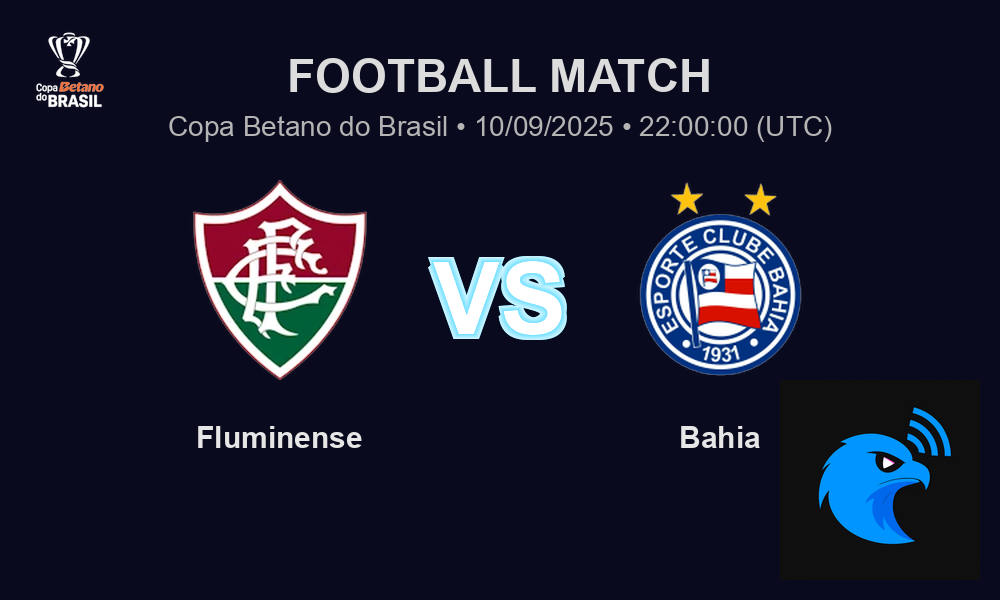 Copa Betano
do BRASIL
FOOTBALL MATCH
Copa Betano do Brasil • 10/09/2025 • 22:00:00 (UTC)
VS
ESPORTE CLUBE BAHIA
• 1931 •
Fluminense
Bahia